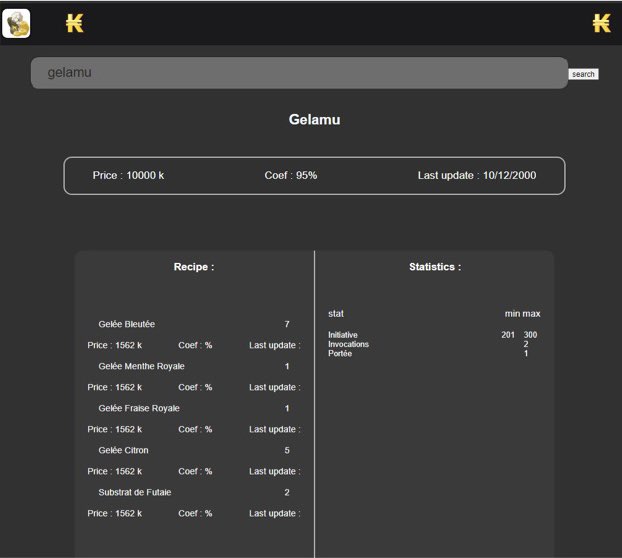 gelamu
search
Gelamu
Price : 10000 k Coef : 95% Last update : 10/12/2000
Recipe :
Gelée Bleutée 7
Price : 1562 k Coef : % Last update :
Gelée Menthe Royale 1
Price : 1562 k Coef : % Last update :
Gelée Fraise Royale 1
Price : 1562 k Coef : % Last update :
Gelée Citron 5
Price : 1562 k Coef : % Last update :
Substrat de Futaie 2
Price : 1562 k Coef : % Last update :
Statistics :
stat min max
Initiative 201 300
Invocations 2
Portée 1